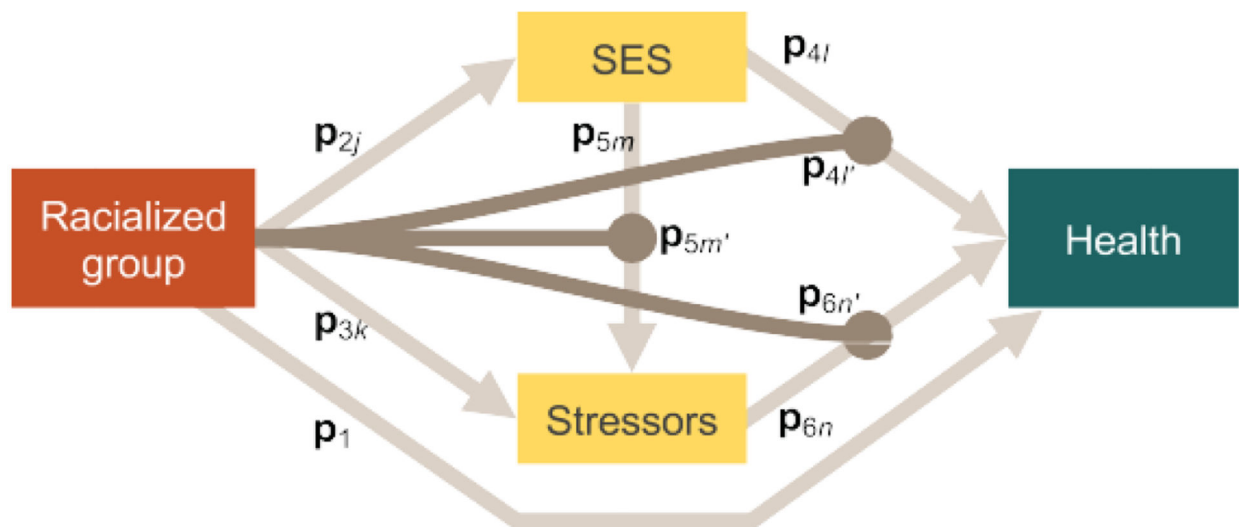 SES
p4l
p2j
p5m
p4l'
Racialized
group
p5m'
Health
p6n'
p3k
Stressors
p6n
p1